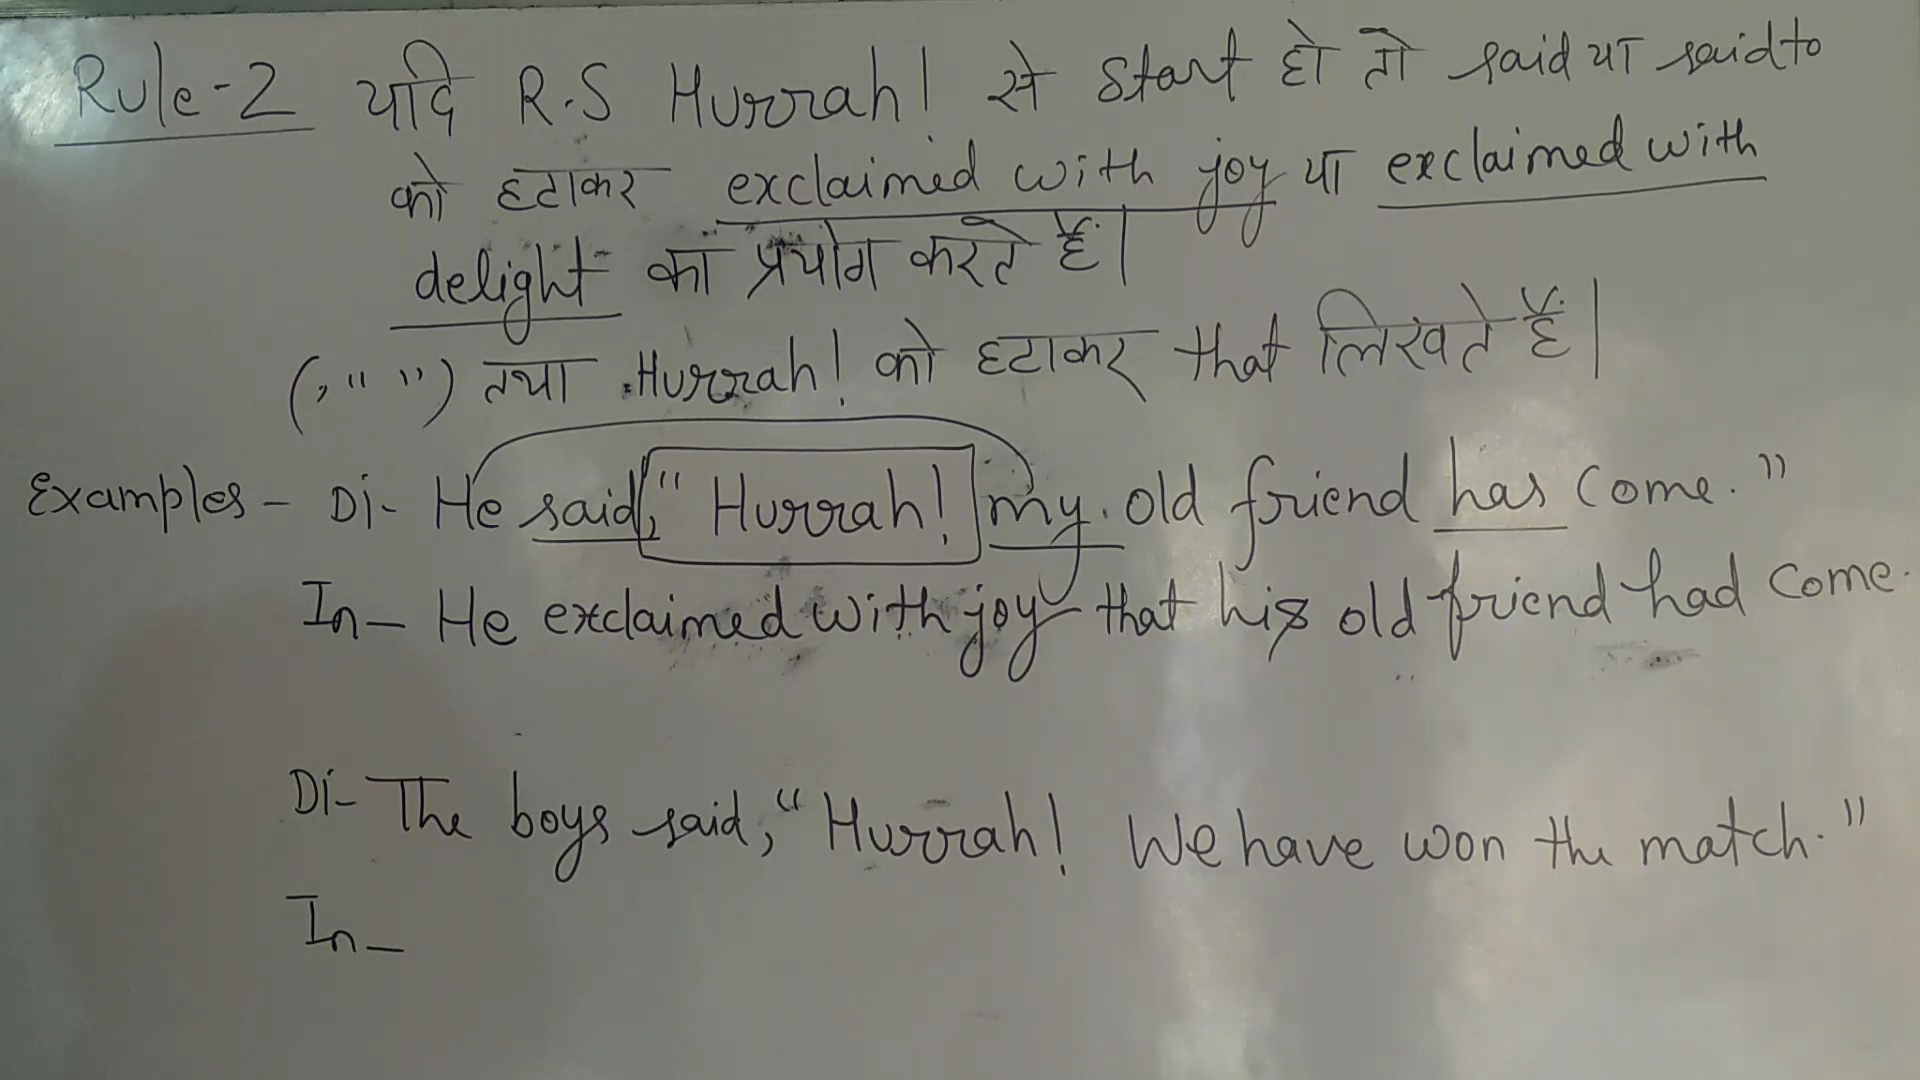 Rule-2 यदि R.S Hurrah! से start हो तो said या said to
को हटाकर exclaimed with joy या exclaimed with
delight का प्रयोग करते हैं।
(, “ ”) तथा Hurrah! को हटाकर that लिखते हैं।
Examples - Di- He said, “Hurrah! my old friend has come.”
In- He exclaimed with joy that his old friend had come.
Di- The boys said, “Hurrah! We have won the match.”
In-